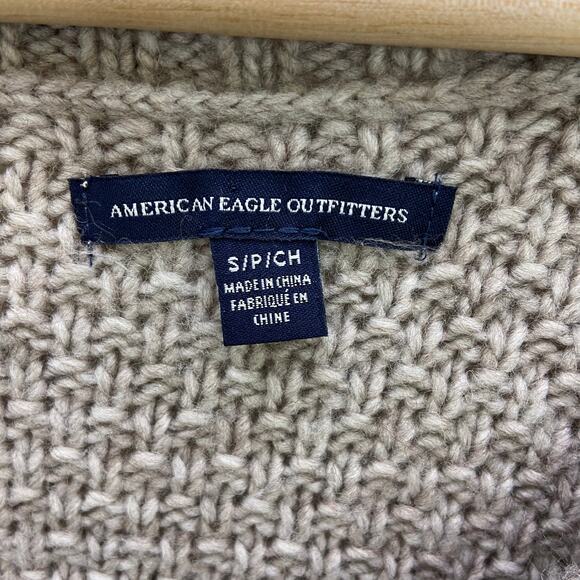 AMERICAN EAGLE OUTFITTERS
S/P/CH
MADE IN CHINA
FABRIQUÉ EN
CHINE